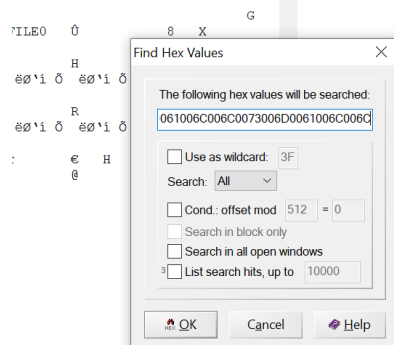 G
FILE0 Û 8 X
H
ëØ'í Õ ëØ'í Õ
R
ëØ'í Õ ëØ'í Õ
€ H
@
Find Hex Values
The following hex values will be searched:
061006C006C0073006D0061006C006C
Use as wildcard: 3F
Search: All
Cond.: offset mod 512 = 0
Search in block only
Search in all open windows
3 List search hits, up to 10000
HEX OK
Cancel
Help